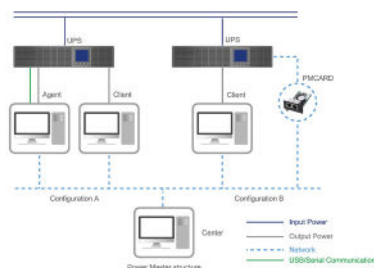 UPS
UPS
PMCARD
Agent
Client
Client
Configuration A
Configuration B
Center
Input Power
Output Power
Network
USB/Serial Communication
Power Master structure